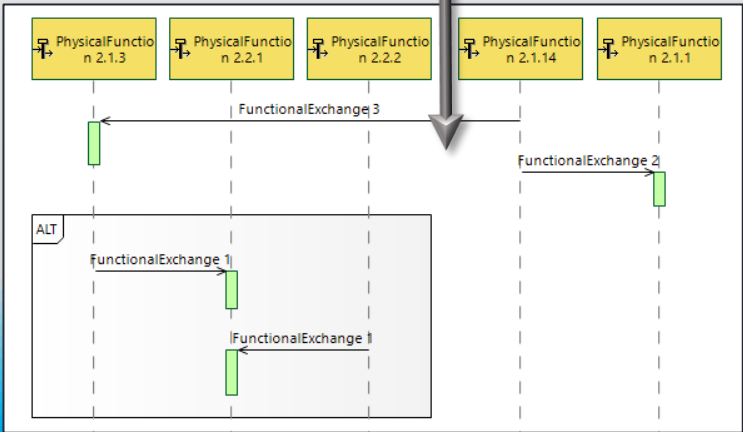 PhysicalFunctio
n 2.1.3
PhysicalFunctio
n 2.2.1
PhysicalFunctio
n 2.2.2
PhysicalFunctio
n 2.1.14
PhysicalFunctio
n 2.1.1
FunctionalExchange 3
FunctionalExchange 2
ALT
FunctionalExchange 1
FunctionalExchange 1